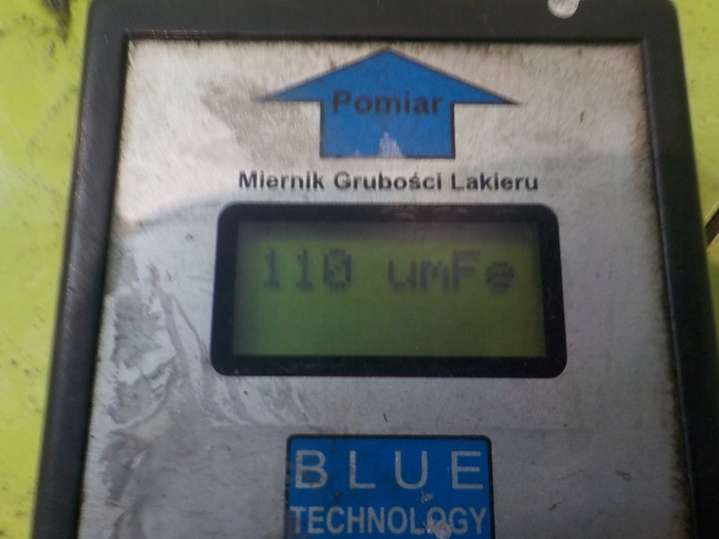 Pomiar
Miernik Grubości Lakieru
110 umFe
BLUE
TECHNOLOGY